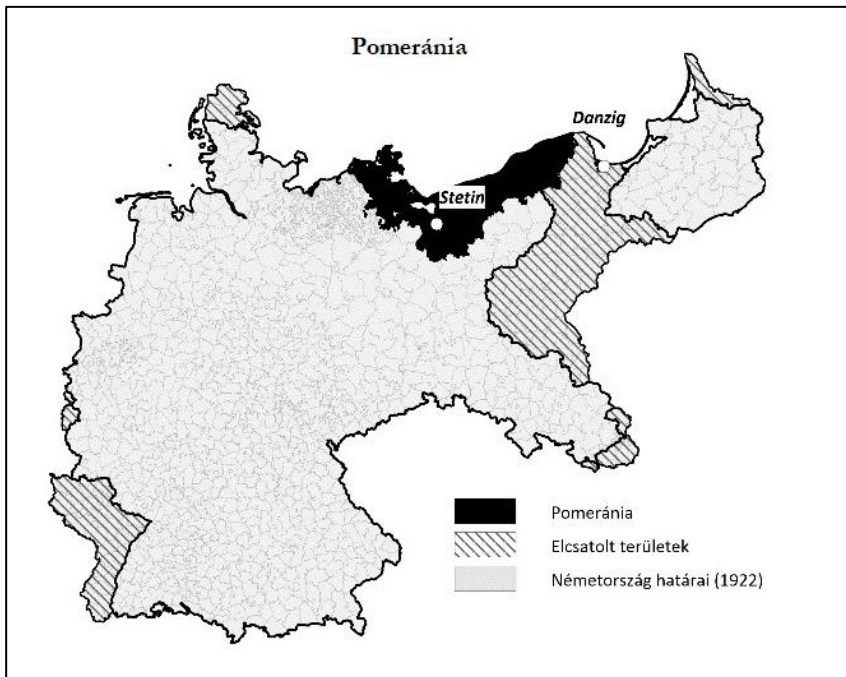 Pomeránia
Danzig
Stetin
Pomeránia
Elcsatolt területek
Németország határai (1922)